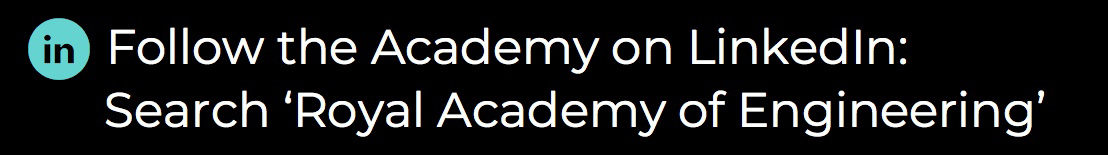 in Follow the Academy on LinkedIn:
Search ‘Royal Academy of Engineering’